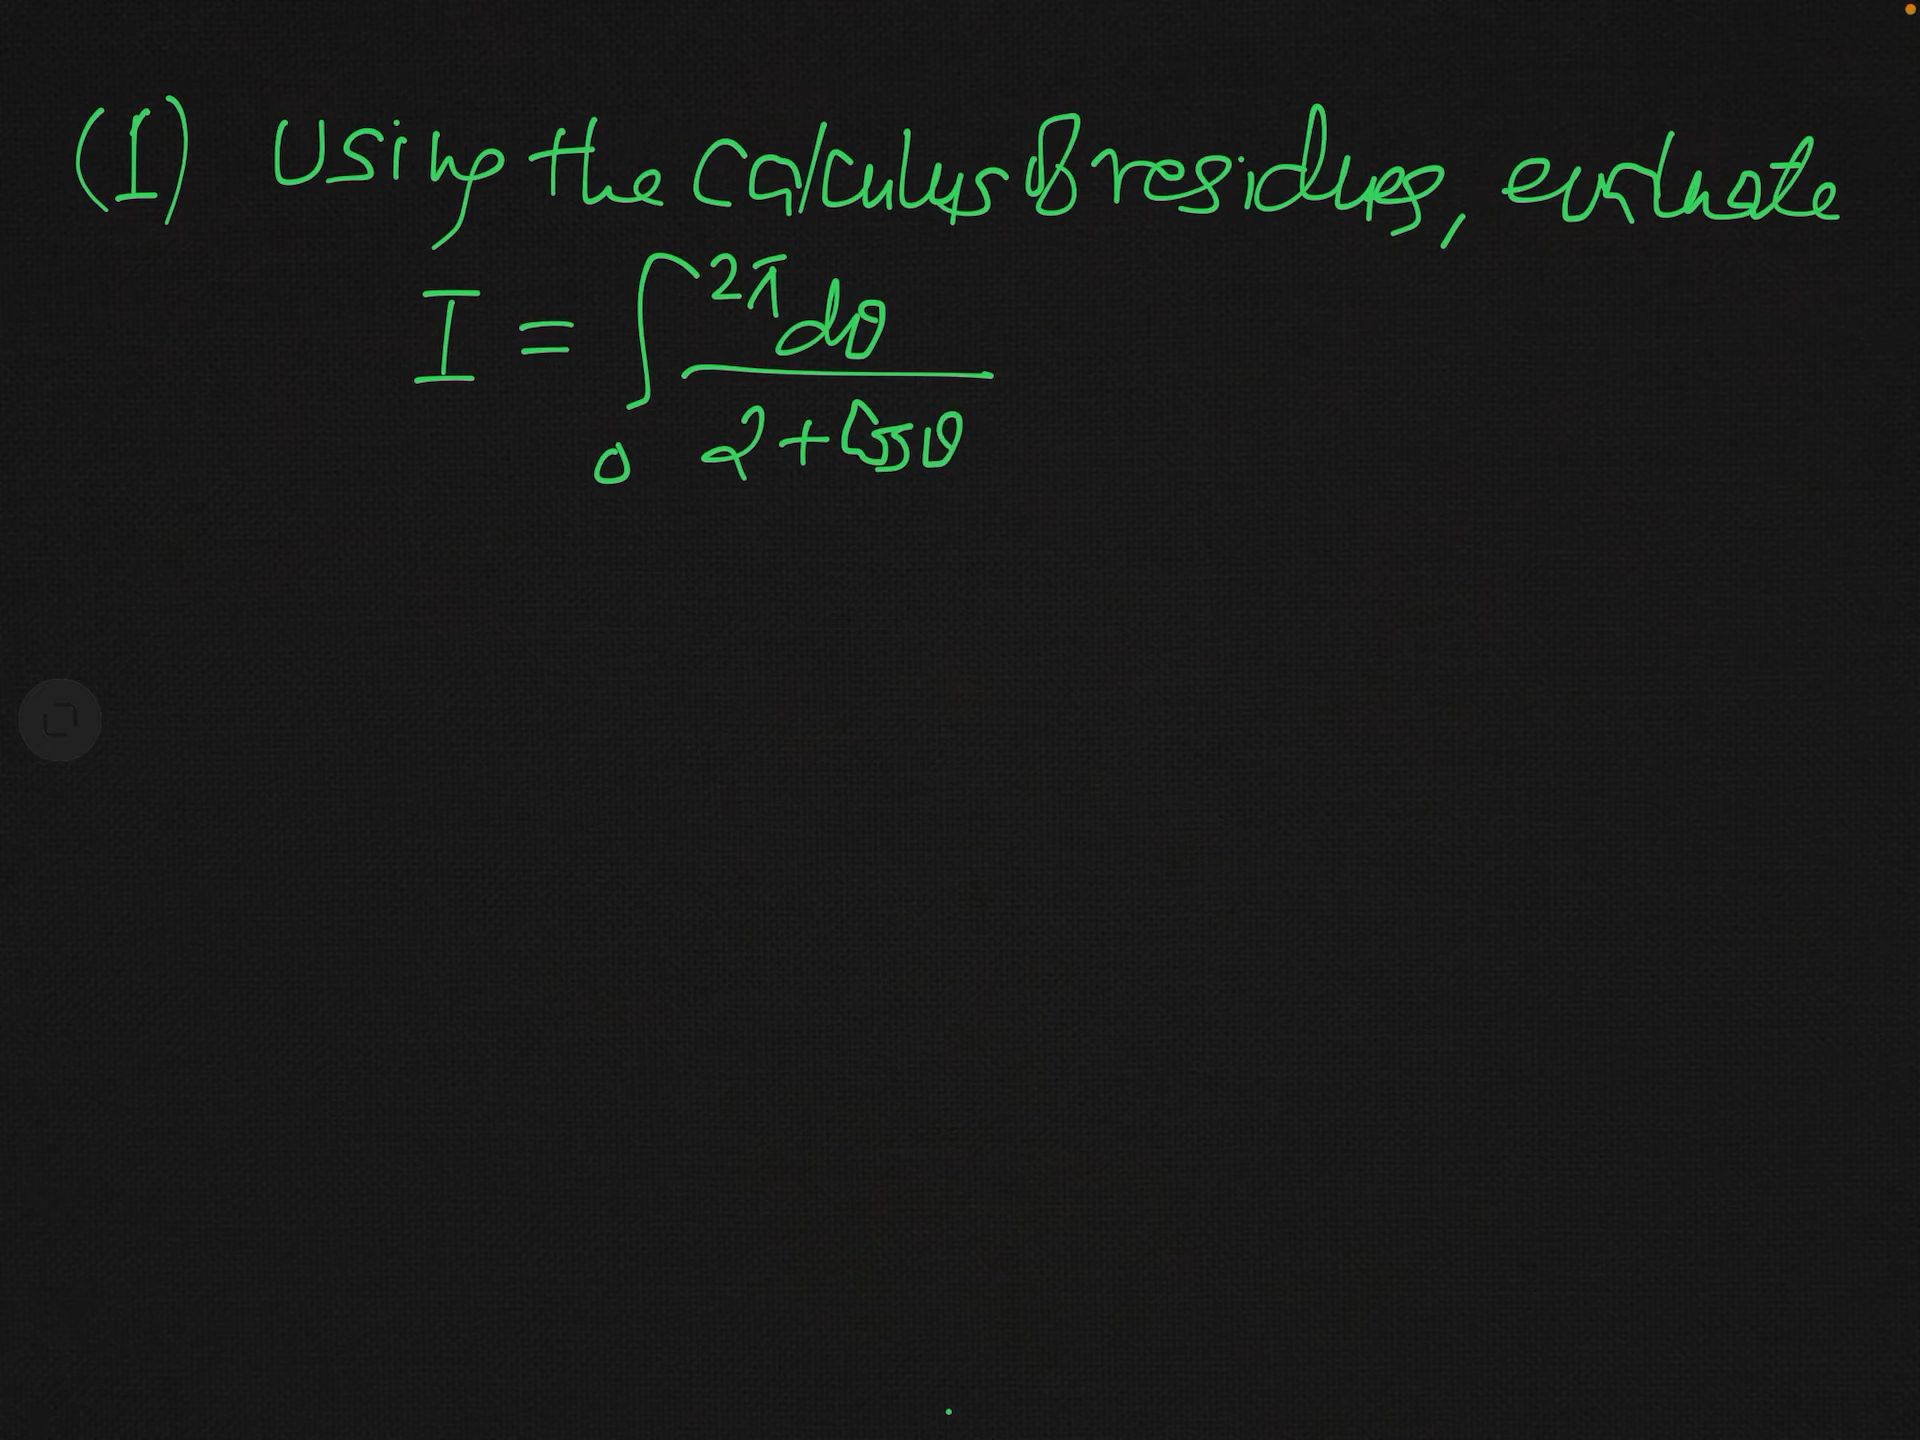 (I) Using the Calculus of residues, evaluate
I = ∫₀^2π dθ / (2 + Cosθ)